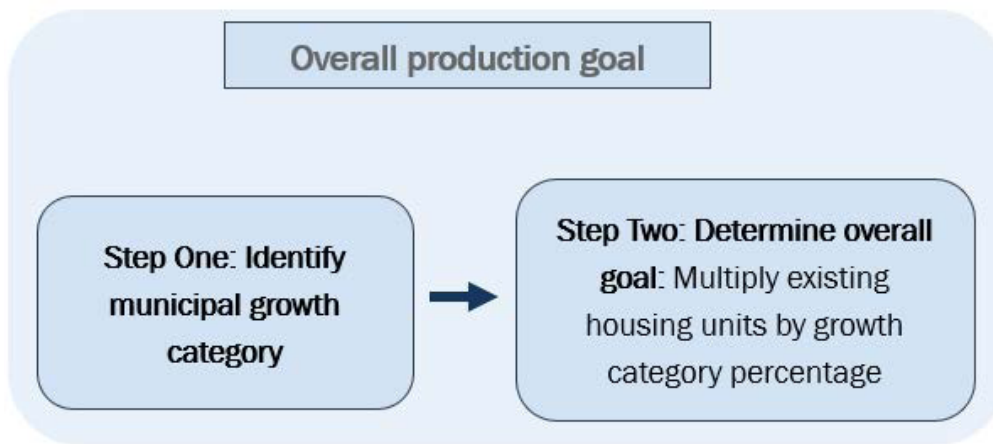 Overall production goal
Step One: Identify
municipal growth
category
Step Two: Determine overall
goal: Multiply existing
housing units by growth
category percentage